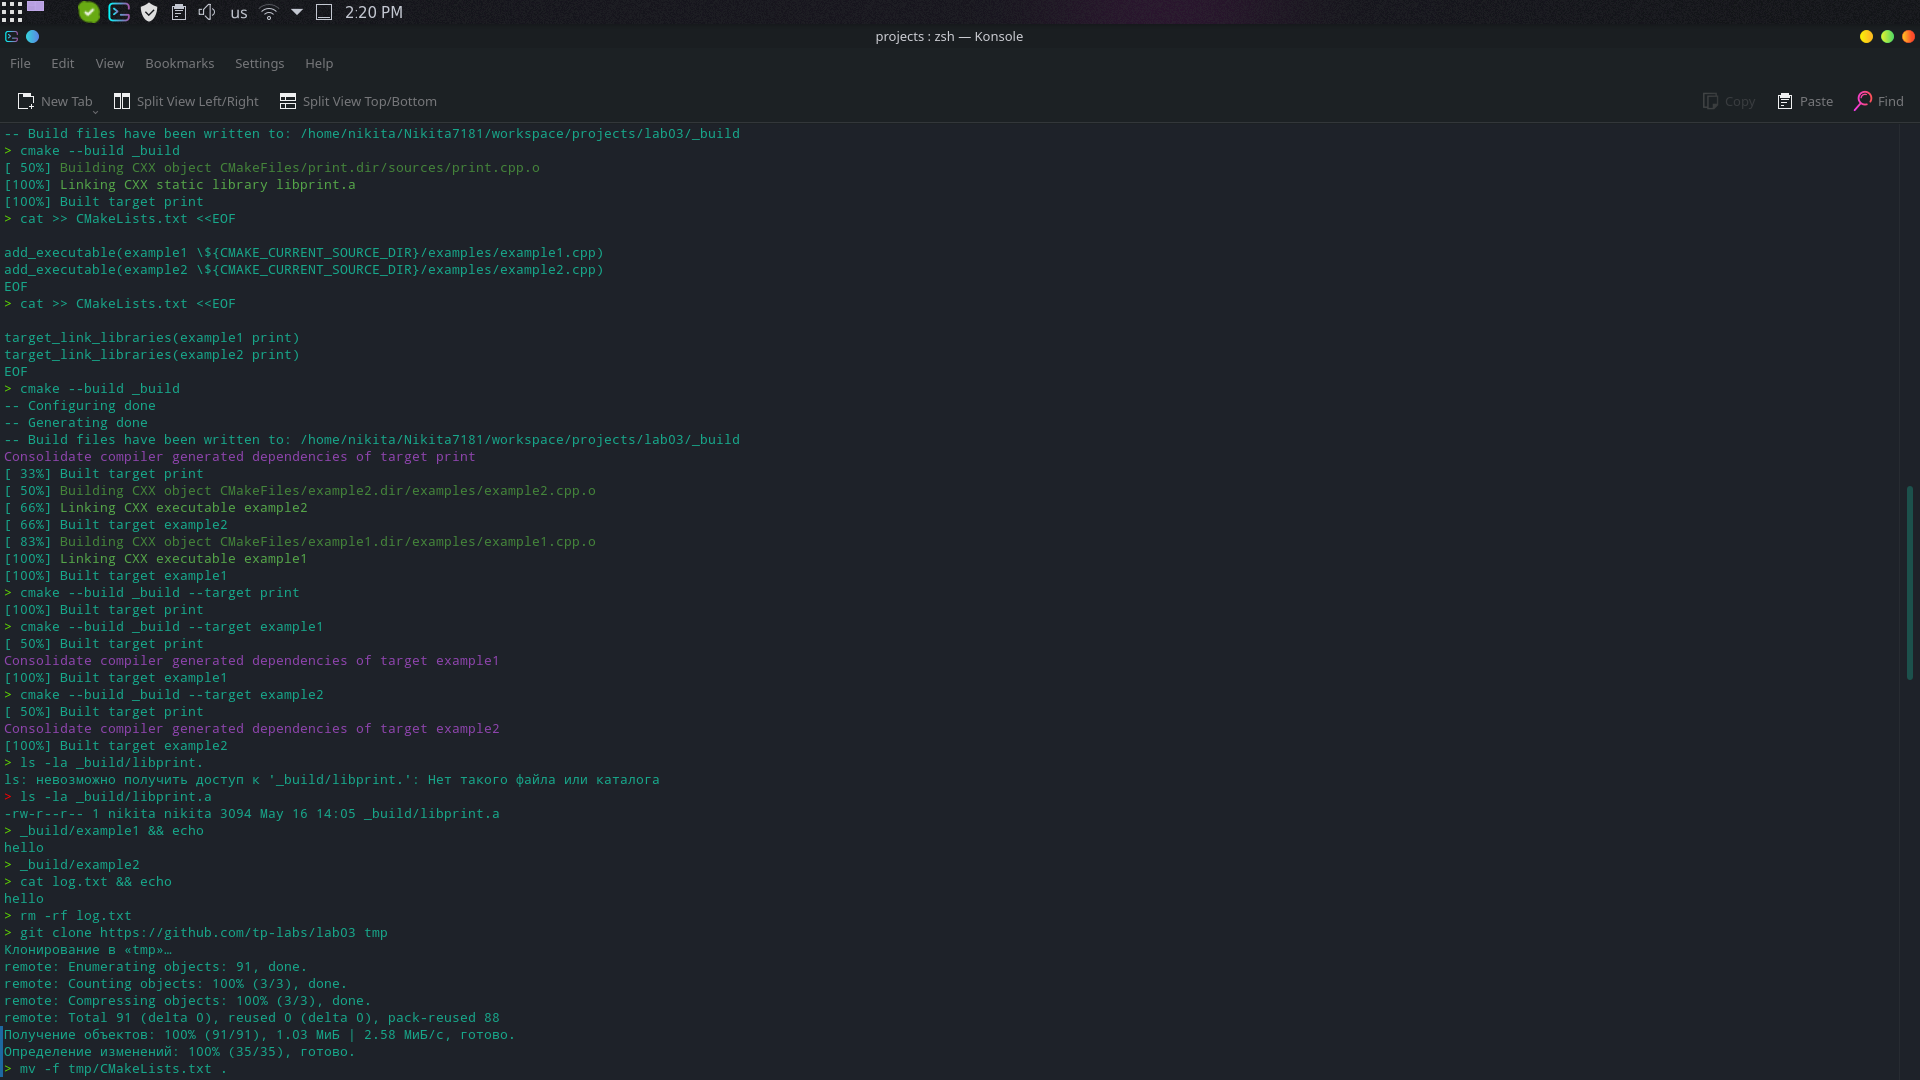 us 2:20 PM
projects : zsh — Konsole
File Edit View Bookmarks Settings Help
New Tab Split View Left/Right Split View Top/Bottom Copy Paste Find
-- Build files have been written to: /home/nikita/Nikita7181/workspace/projects/lab03/_build
> cmake --build _build
[ 50%] Building CXX object CMakeFiles/print.dir/sources/print.cpp.o
[100%] Linking CXX static library libprint.a
[100%] Built target print
> cat >> CMakeLists.txt <<EOF
add_executable(example1 \${CMAKE_CURRENT_SOURCE_DIR}/examples/example1.cpp)
add_executable(example2 \${CMAKE_CURRENT_SOURCE_DIR}/examples/example2.cpp)
EOF
> cat >> CMakeLists.txt <<EOF
target_link_libraries(example1 print)
target_link_libraries(example2 print)
EOF
> cmake --build _build
-- Configuring done
-- Generating done
-- Build files have been written to: /home/nikita/Nikita7181/workspace/projects/lab03/_build
Consolidate compiler generated dependencies of target print
[ 33%] Built target print
[ 50%] Building CXX object CMakeFiles/example2.dir/examples/example2.cpp.o
[ 66%] Linking CXX executable example2
[ 66%] Built target example2
[ 83%] Building CXX object CMakeFiles/example1.dir/examples/example1.cpp.o
[100%] Linking CXX executable example1
[100%] Built target example1
> cmake --build _build --target print
[100%] Built target print
> cmake --build _build --target example1
[ 50%] Built target print
Consolidate compiler generated dependencies of target example1
[100%] Built target example1
> cmake --build _build --target example2
[ 50%] Built target print
Consolidate compiler generated dependencies of target example2
[100%] Built target example2
> ls -la _build/libprint.
ls: невозможно получить доступ к '_build/libprint.': Нет такого файла или каталога
> ls -la _build/libprint.a
-rw-r--r-- 1 nikita nikita 3094 May 16 14:05 _build/libprint.a
> _build/example1 && echo
hello
> _build/example2
> cat log.txt && echo
hello
> rm -rf log.txt
> git clone https://github.com/tp-labs/lab03 tmp
Клонирование в «tmp»…
remote: Enumerating objects: 91, done.
remote: Counting objects: 100% (3/3), done.
remote: Compressing objects: 100% (3/3), done.
remote: Total 91 (delta 0), reused 0 (delta 0), pack-reused 88
Получение объектов: 100% (91/91), 1.03 МиБ | 2.58 МиБ/с, готово.
Определение изменений: 100% (35/35), готово.
> mv -f tmp/CMakeLists.txt .